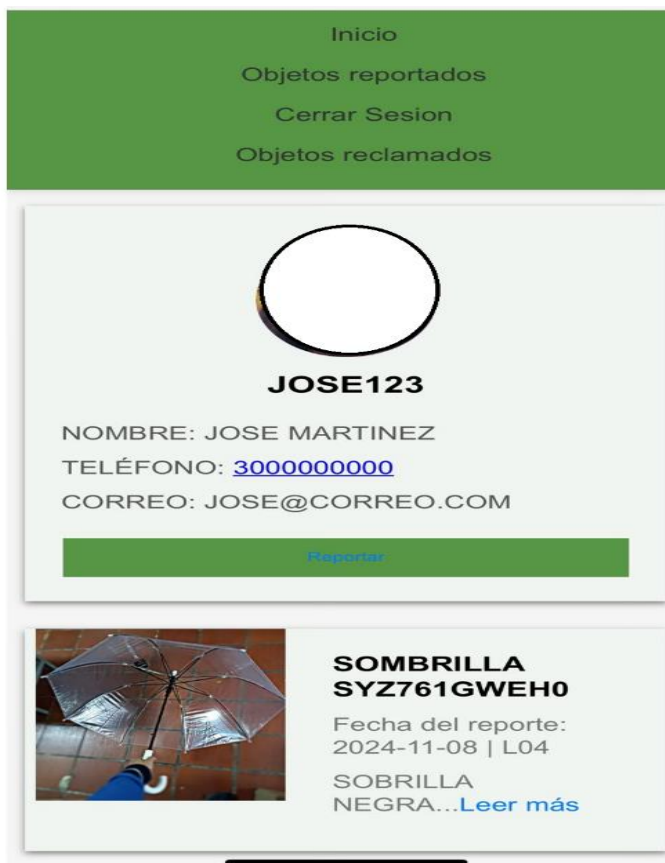 Inicio
Objetos reportados
Cerrar Sesion
Objetos reclamados
JOSE123
NOMBRE: JOSE MARTINEZ
TELÉFONO: 3000000000
CORREO: JOSE@CORREO.COM
Reportar
SOMBRILLA
SYZ761GWEH0
Fecha del reporte:
2024-11-08 | L04
SOBRILLA
NEGRA...Leer más